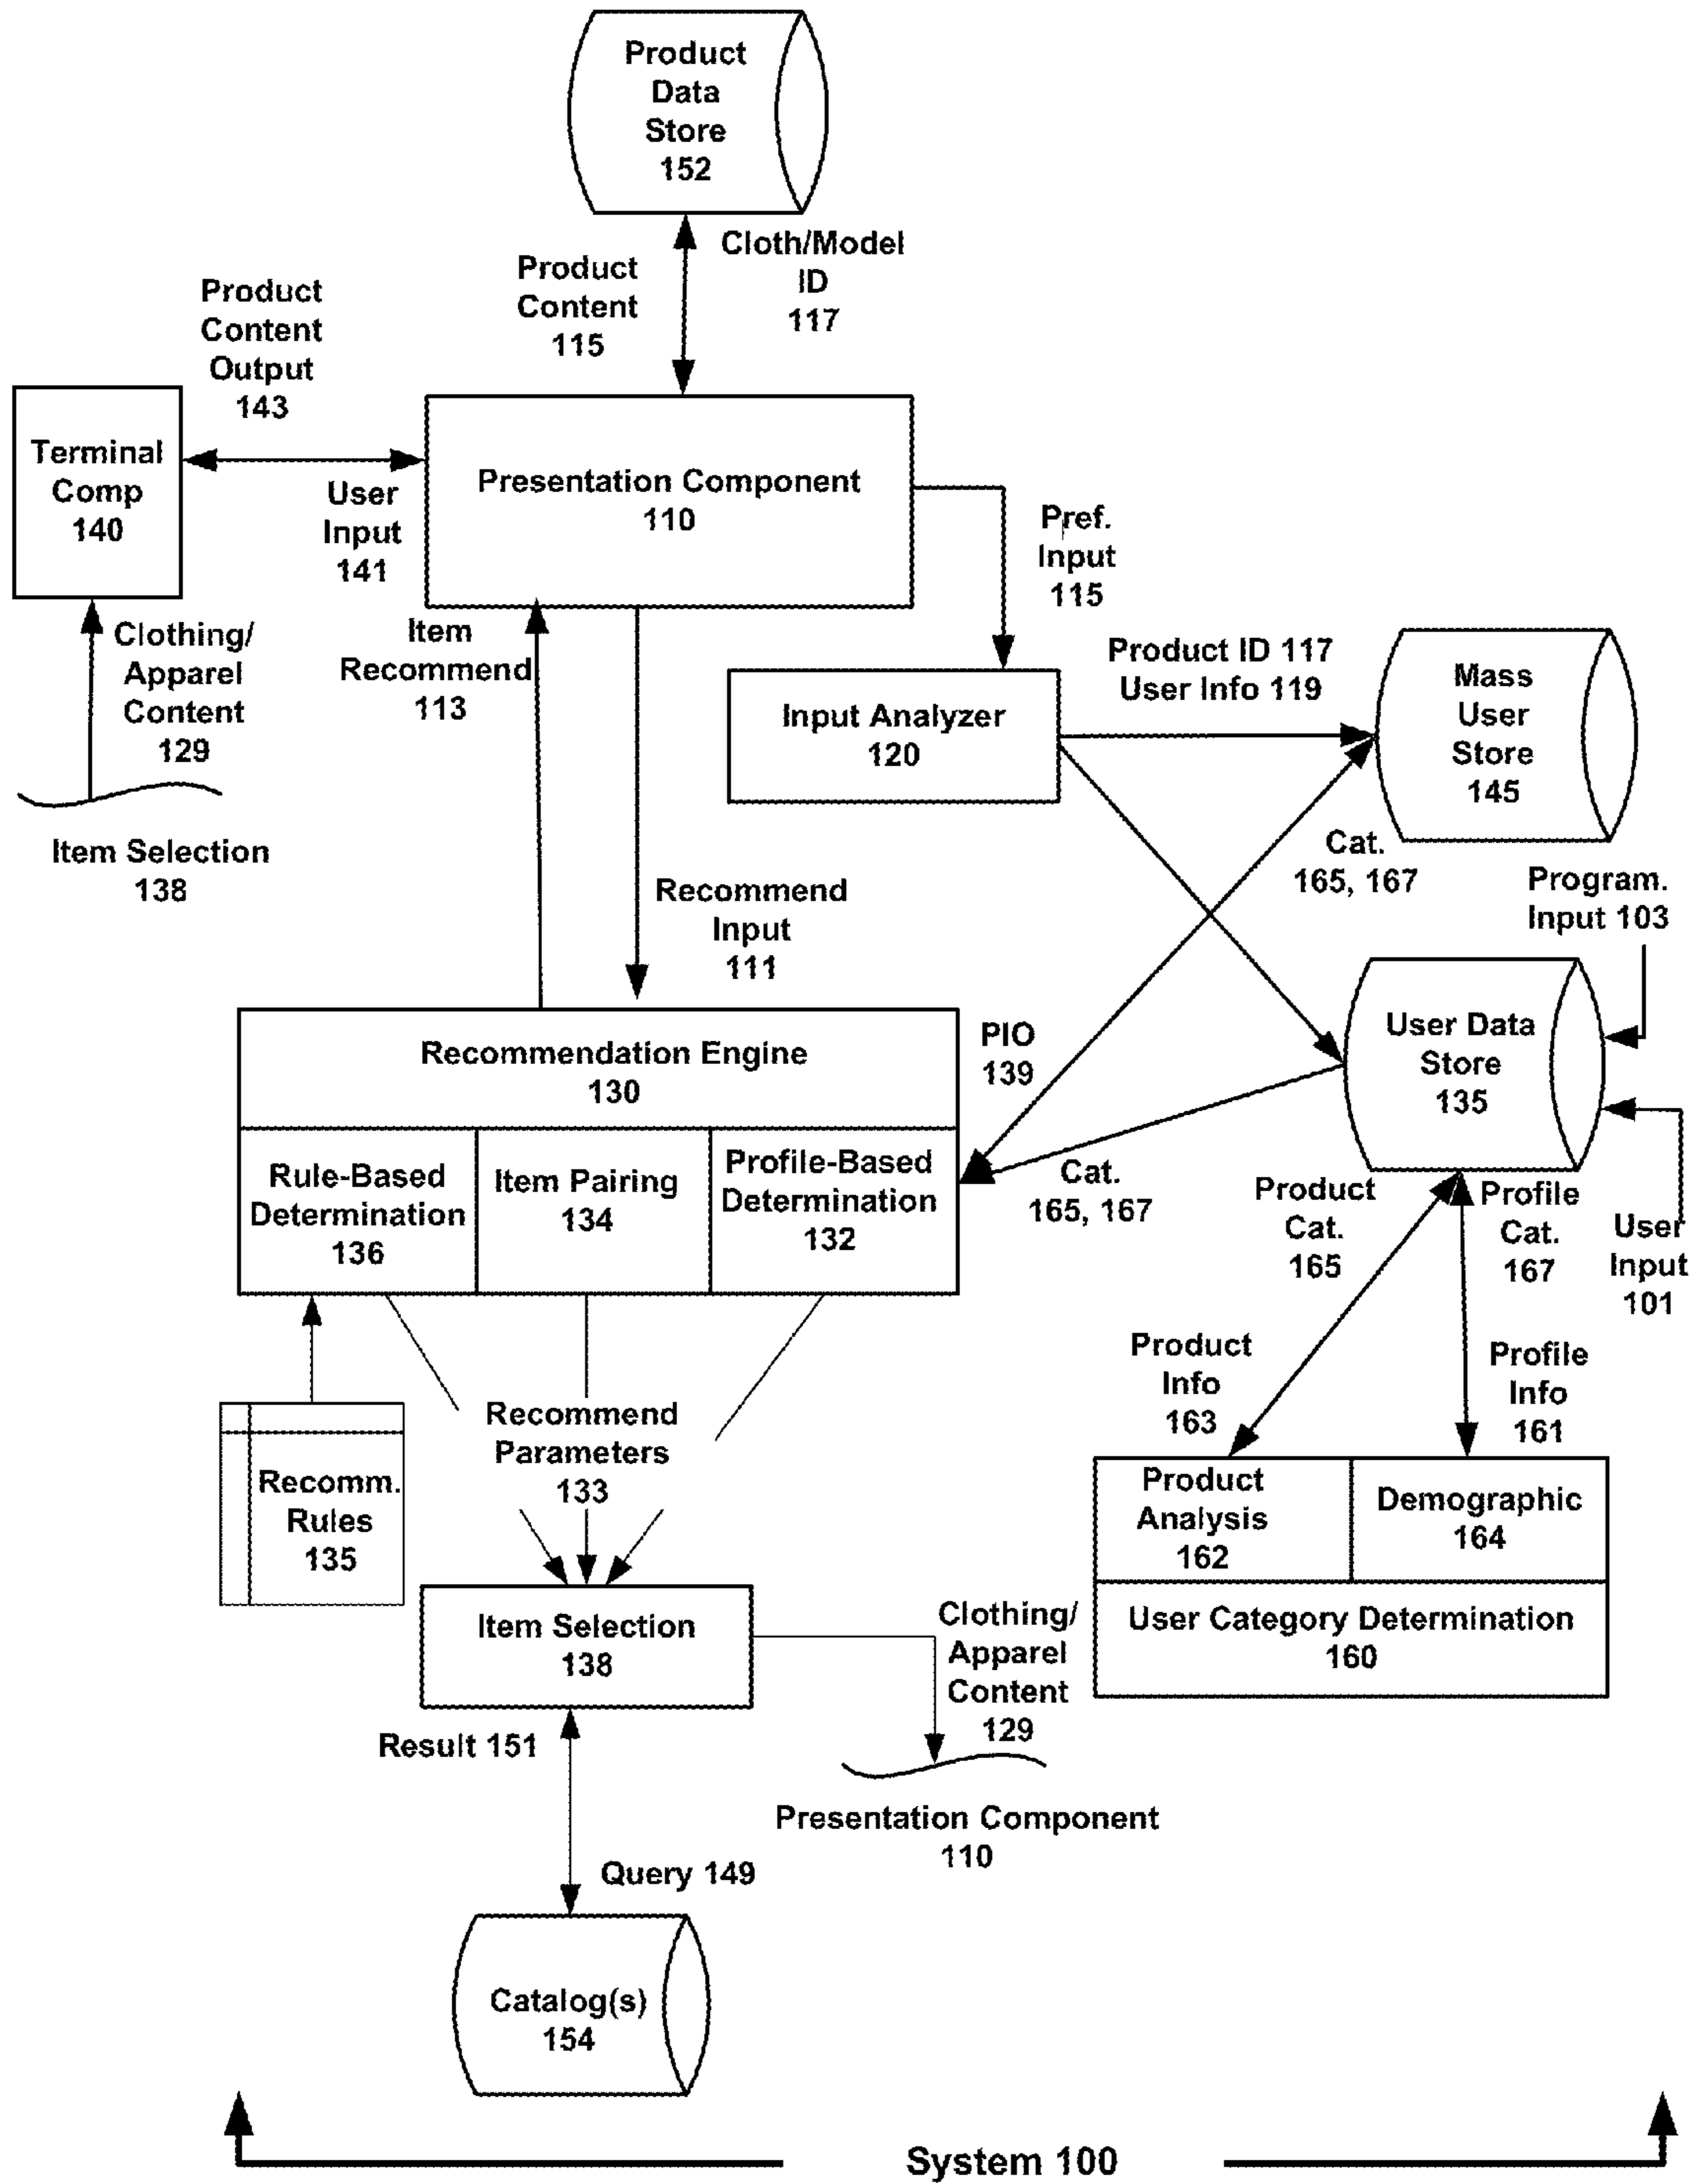 Product
Data
Store
152
Cloth/Model
ID
117
Product
Content
115
Product
Content
Output
143
Terminal
Comp
140
User
Input
141
Presentation Component
110
Pref.
Input
115
Clothing/
Apparel
Content
129
Item Selection
138
Item
Recommend
113
Input Analyzer
120
Product ID 117
User Info 119
Mass
User
Store
145
Cat.
165, 167
Program.
Input 103
Recommend
Input
111
Recommendation Engine
130
PIO
139
User Data
Store
135
Rule-Based
Determination
136
Item Pairing
134
Profile-Based
Determination
132
Cat.
165, 167
Product
Cat.
165
Profile
Cat.
167
User
Input
101
Product
Info
163
Profile
Info
161
Recomm.
Rules
135
Recommend
Parameters
133
Product
Analysis
162
Demographic
164
User Category Determination
160
Item Selection
138
Clothing/
Apparel
Content
129
Result 151
Presentation Component
110
Query 149
Catalog(s)
154
System 100